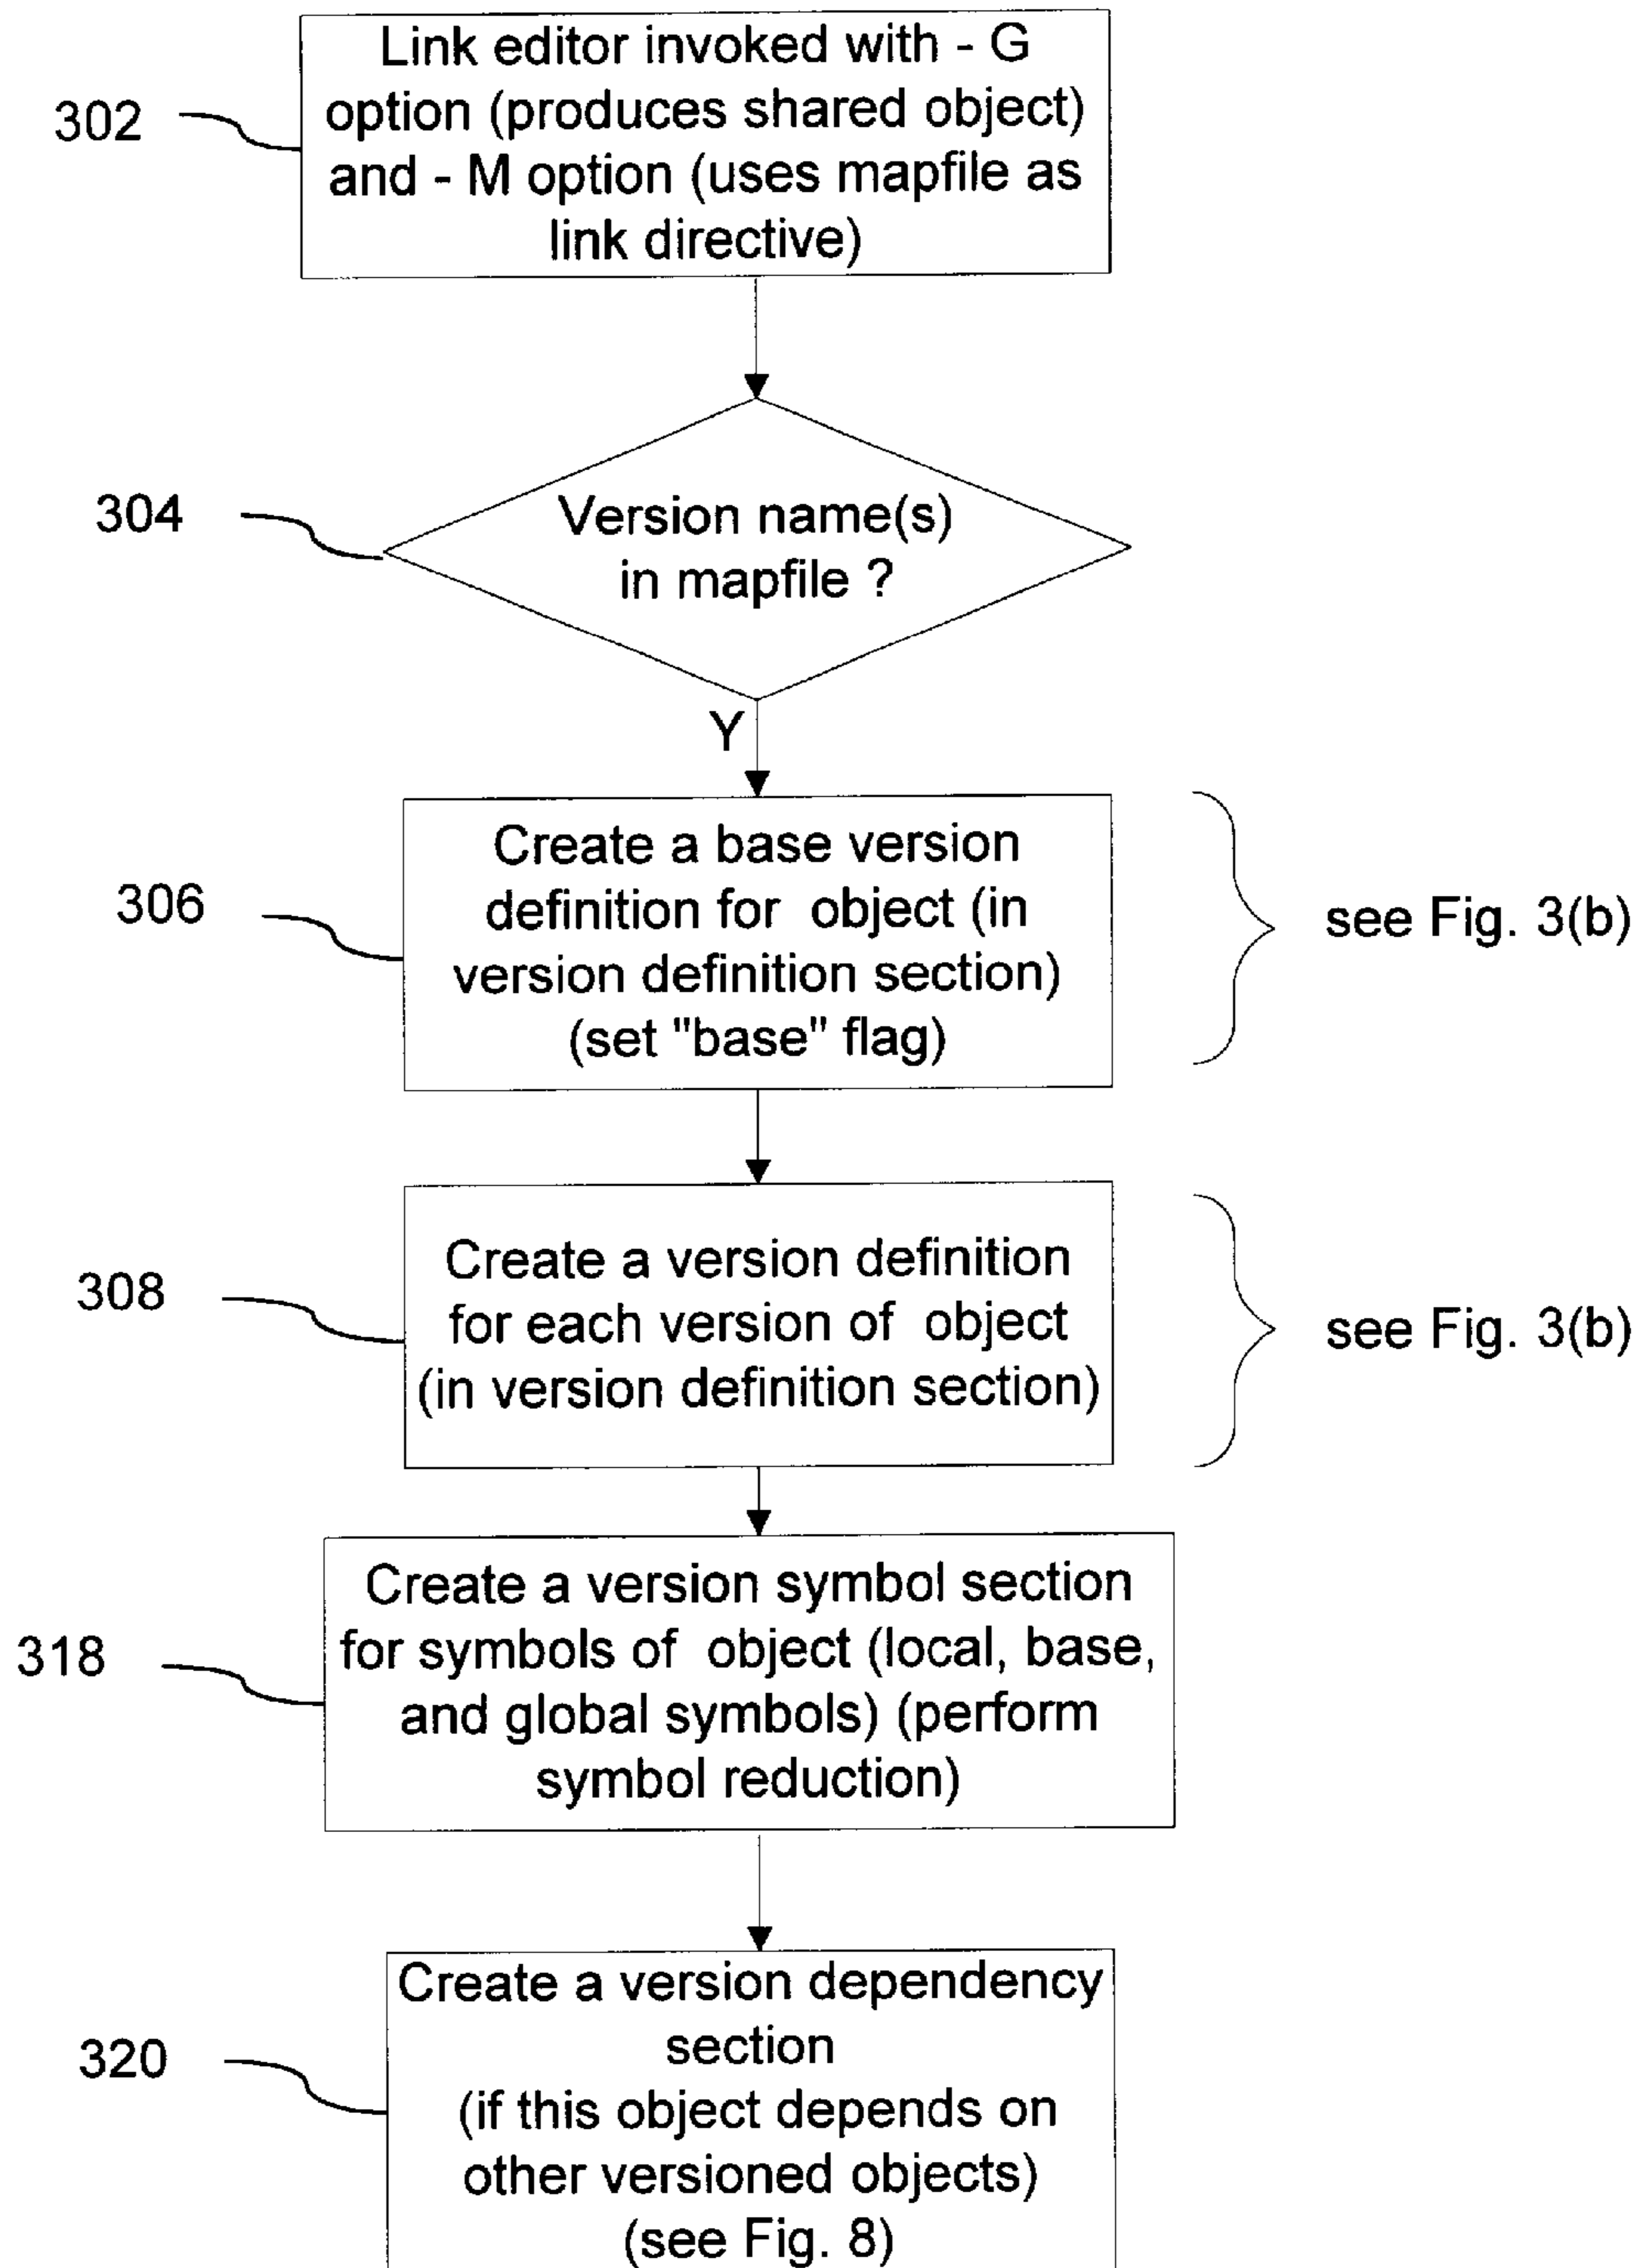 Link editor invoked with - G
option (produces shared object)
and - M option (uses mapfile as
link directive)
302
304
Version name(s)
in mapfile ?
Y
Create a base version
definition for object (in
version definition section)
(set "base" flag)
306
see Fig. 3(b)
Create a version definition
for each version of object
(in version definition section)
308
see Fig. 3(b)
Create a version symbol section
for symbols of object (local, base,
and global symbols) (perform
symbol reduction)
318
Create a version dependency
section
(if this object depends on
other versioned objects)
(see Fig. 8)
320